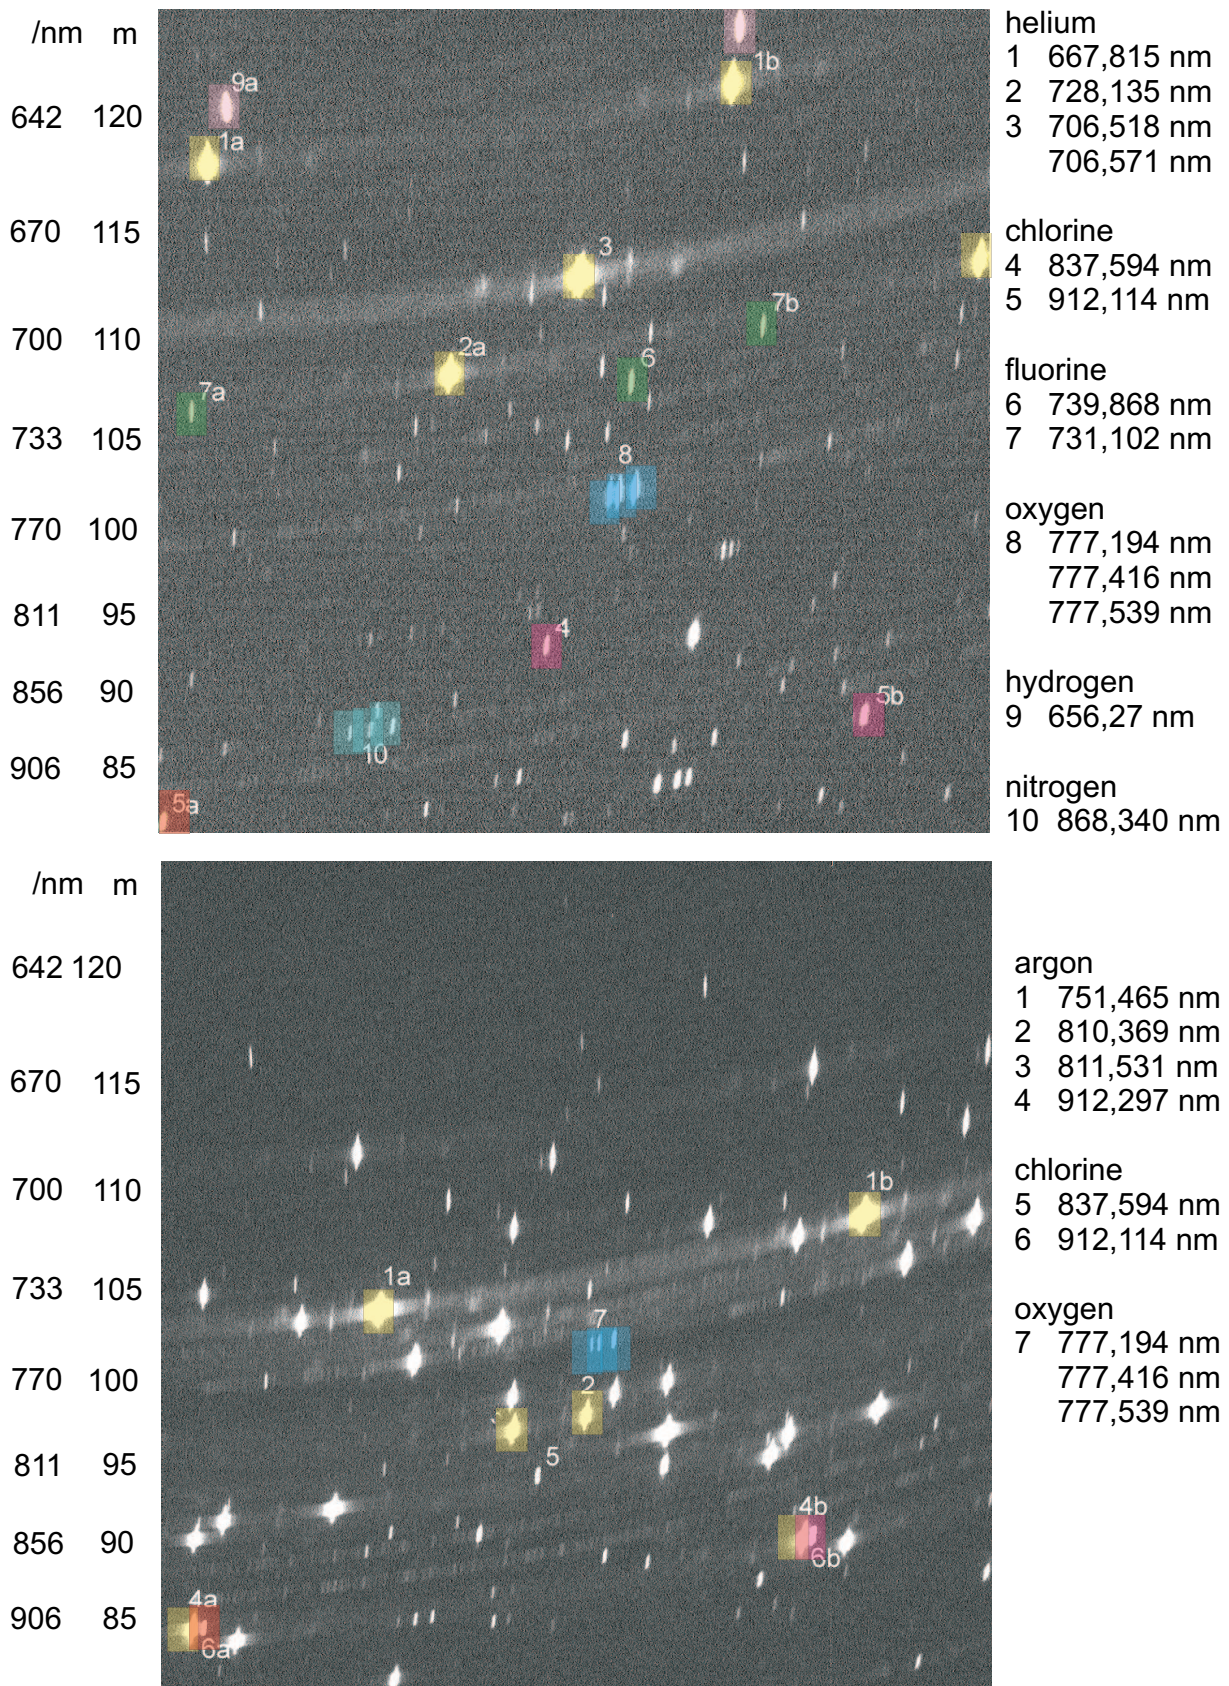 /nm m
642 120
670 115
700 110
733 105
770 100
811 95
856 90
906 85
9a
1a
1b
3
2a
7b
6
7a
8
4
5b
10
5a
helium
1 667,815 nm
2 728,135 nm
3 706,518 nm
706,571 nm
chlorine
4 837,594 nm
5 912,114 nm
fluorine
6 739,868 nm
7 731,102 nm
oxygen
8 777,194 nm
777,416 nm
777,539 nm
hydrogen
9 656,27 nm
nitrogen
10 868,340 nm
/nm m
642 120
670 115
700 110
733 105
770 100
811 95
856 90
906 85
1b
1a
7
2
5
4b
6b
4a
6a
argon
1 751,465 nm
2 810,369 nm
3 811,531 nm
4 912,297 nm
chlorine
5 837,594 nm
6 912,114 nm
oxygen
7 777,194 nm
777,416 nm
777,539 nm